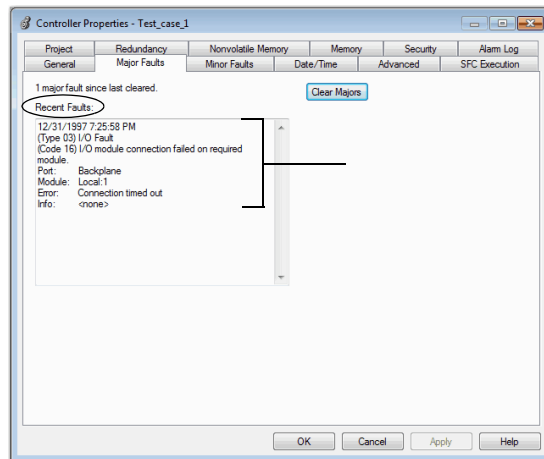 Controller Properties - Test_case_1
Project Redundancy Nonvolatile Memory Memory Security Alarm Log
General Major Faults Minor Faults Date/Time Advanced SFC Execution
1 major fault since last cleared.
Clear Majors
Recent Faults:
12/31/1997 7:25:58 PM
(Type 03) I/O Fault
(Code 16) I/O module connection failed on required
module.
Port: Backplane
Module: Local:1
Error: Connection timed out
Info: <none>
OK Cancel Apply Help